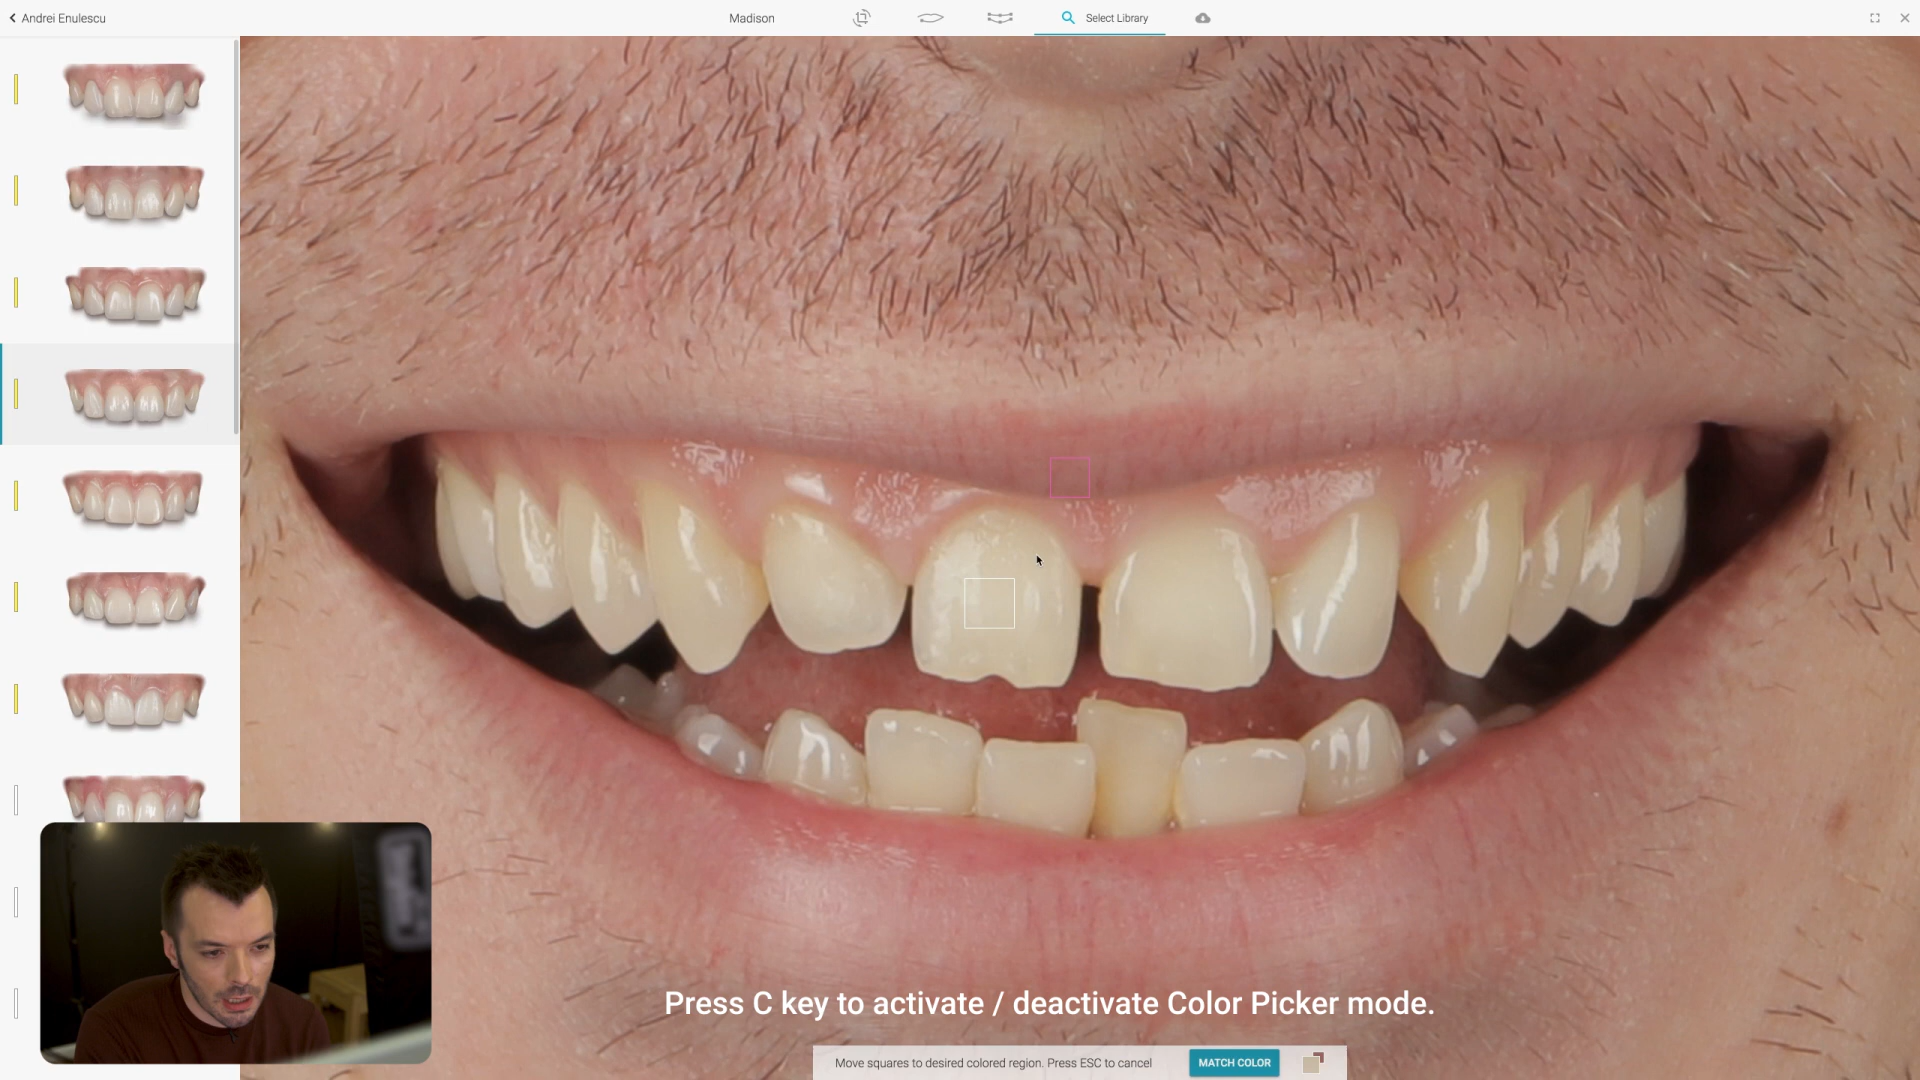 Andrei Enulescu
Madison
Select Library
Press C key to activate / deactivate Color Picker mode.
Move squares to desired colored region. Press ESC to cancel
MATCH COLOR